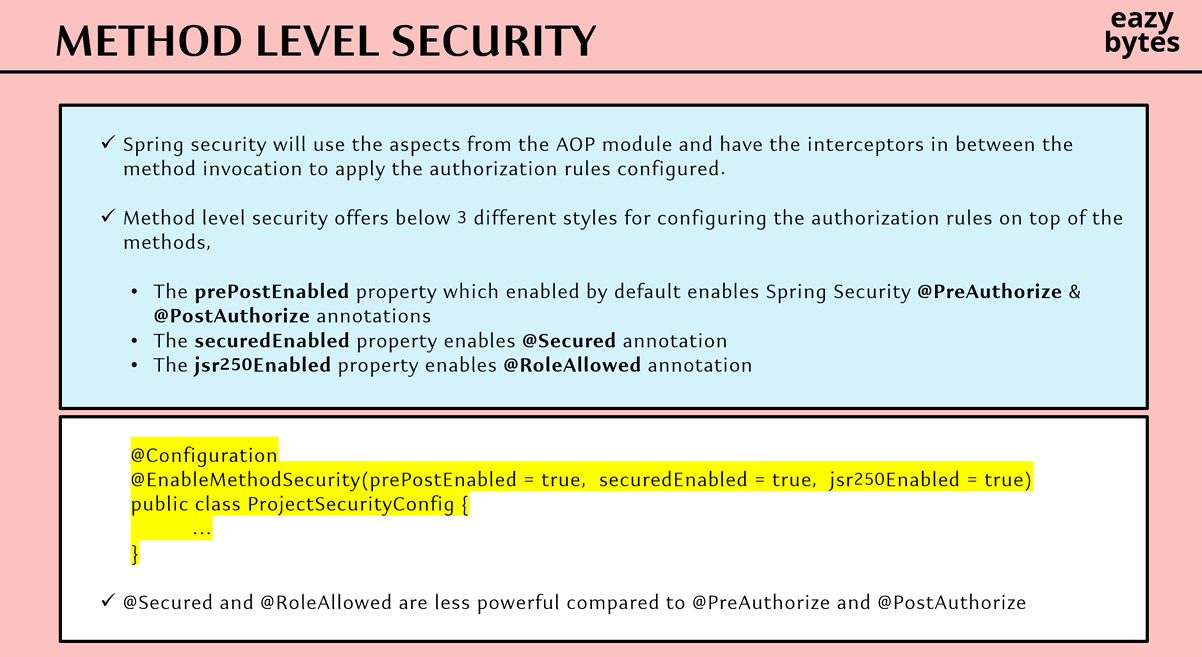 METHOD LEVEL SECURITY
eazy
bytes
✓ Spring security will use the aspects from the AOP module and have the interceptors in between the
method invocation to apply the authorization rules configured.
✓ Method level security offers below 3 different styles for configuring the authorization rules on top of the
methods,
• The prePostEnabled property which enabled by default enables Spring Security @PreAuthorize &
@PostAuthorize annotations
• The securedEnabled property enables @Secured annotation
• The jsr250Enabled property enables @RoleAllowed annotation
@Configuration
@EnableMethodSecurity(prePostEnabled = true, securedEnabled = true, jsr250Enabled = true)
public class ProjectSecurityConfig {
...
}
✓ @Secured and @RoleAllowed are less powerful compared to @PreAuthorize and @PostAuthorize